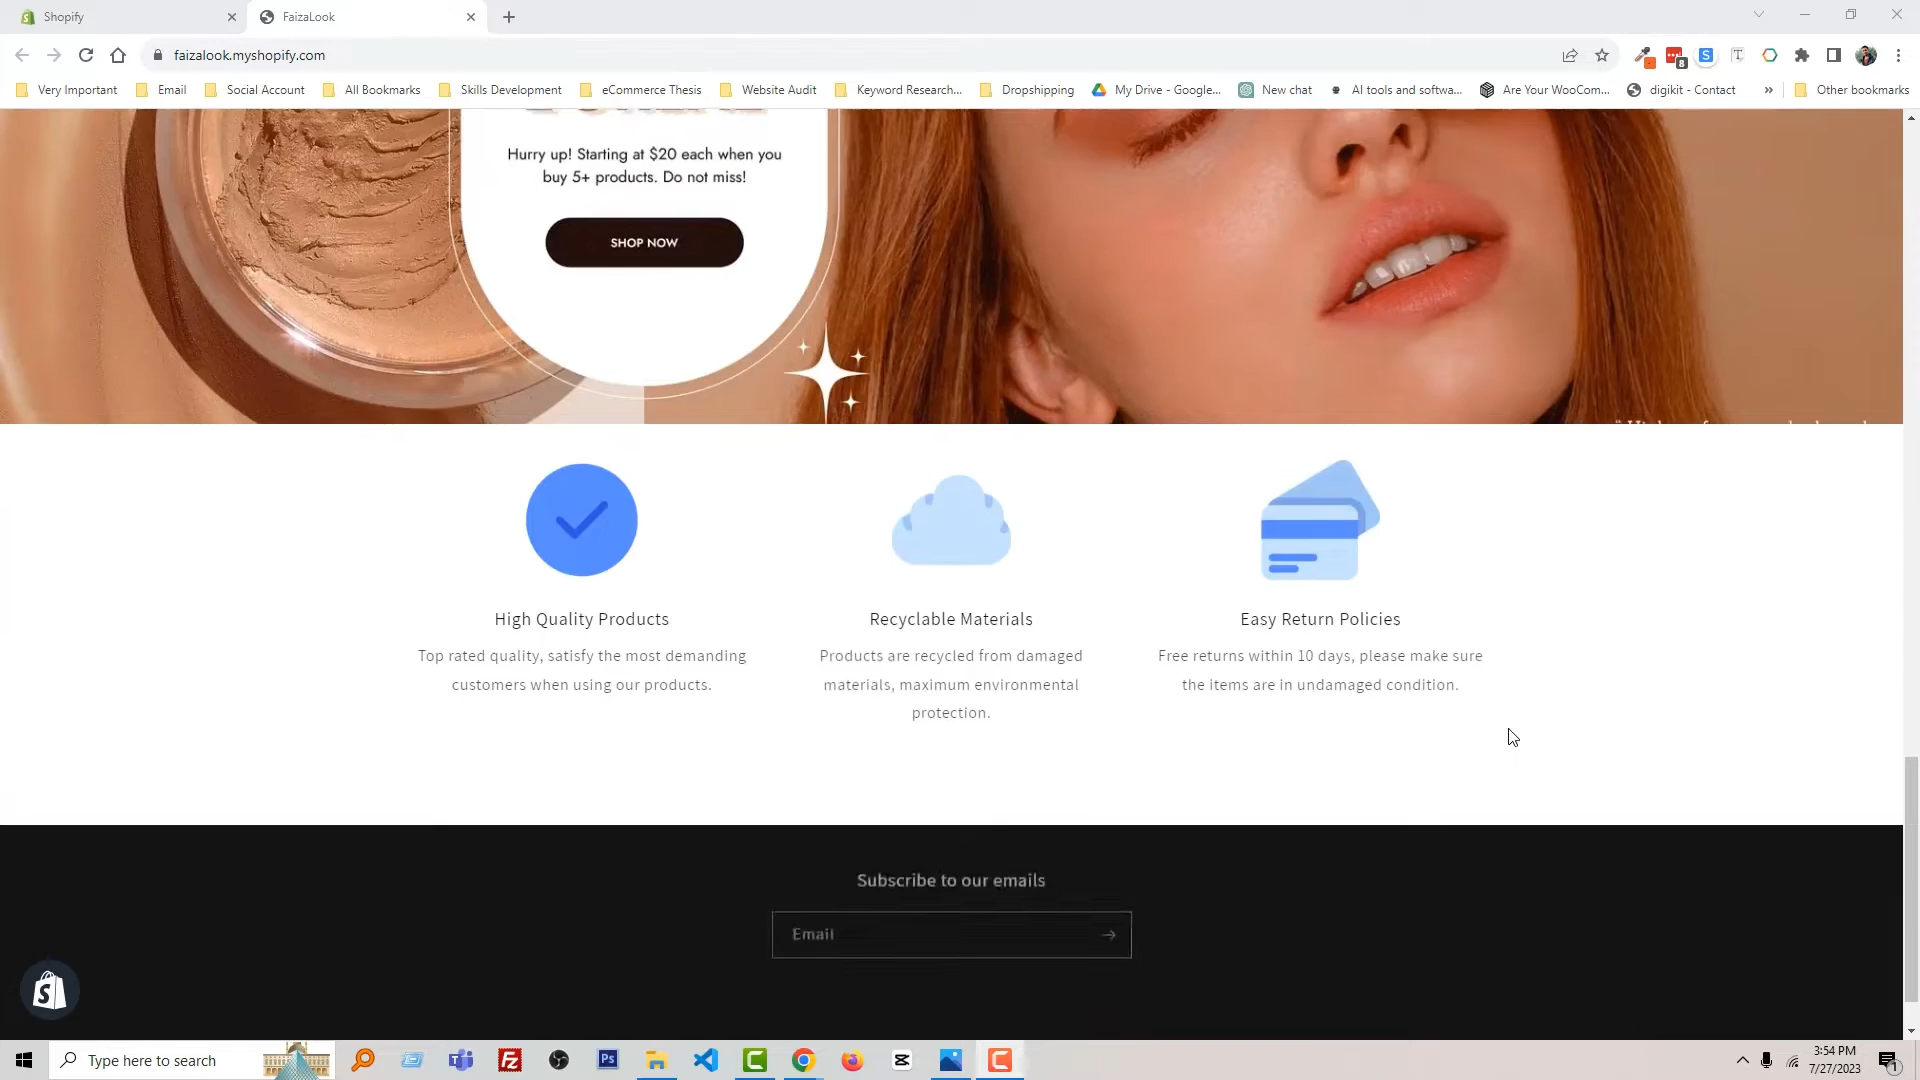 Shopify
FaizaLook
faizalook.myshopify.com
8
Very Important
Email
Social Account
All Bookmarks
Skills Development
eCommerce Thesis
Website Audit
Keyword Research...
Dropshipping
My Drive - Google...
New chat
AI tools and softwa...
Are Your WooCom...
digikit - Contact
»
Other bookmarks
Hurry up! Starting at $20 each when you
buy 5+ products. Do not miss!
SHOP NOW
High Quality Products
Recyclable Materials
Easy Return Policies
Top rated quality, satisfy the most demanding
customers when using our products.
Products are recycled from damaged
materials, maximum environmental
protection.
Free returns within 10 days, please make sure
the items are in undamaged condition.
Subscribe to our emails
Email
Type here to search
Ps
3:54 PM
7/27/2023
1